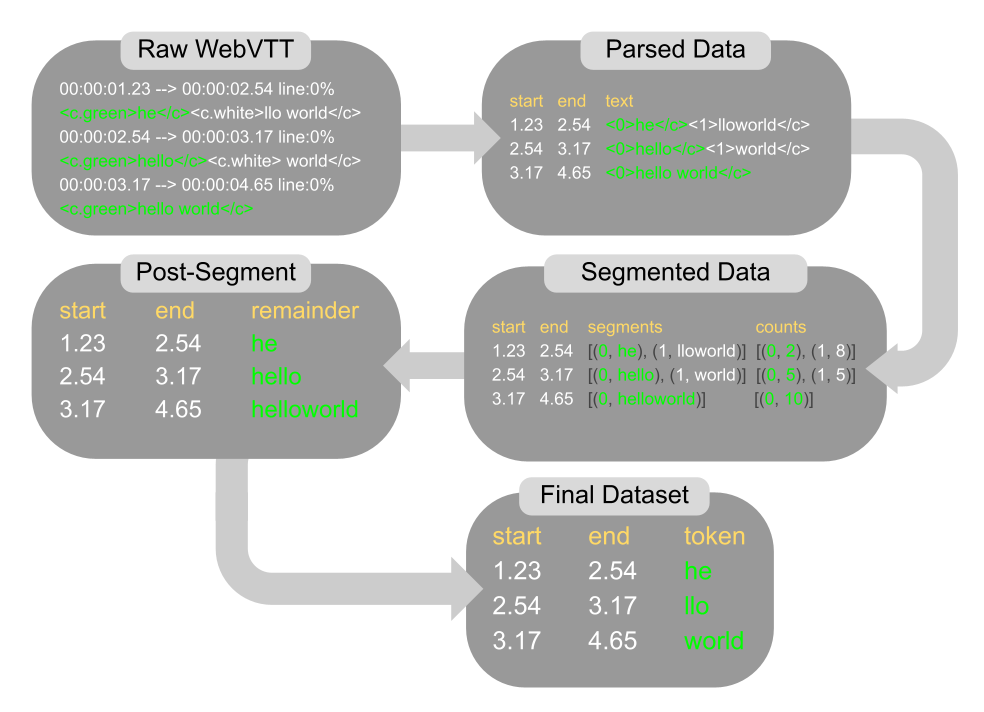 Raw WebVTT
00:00:01.23 --> 00:00:02.54 line:0%
<c.green>he</c><c.white>llo world</c>
00:00:02.54 --> 00:00:03.17 line:0%
<c.green>hello</c><c.white> world</c>
00:00:03.17 --> 00:00:04.65 line:0%
<c.green>hello world</c>
Parsed Data
start end text
1.23 2.54 <0>he</c><1>lloworld</c>
2.54 3.17 <0>hello</c><1>world</c>
3.17 4.65 <0>hello world</c>
Segmented Data
start end segments counts
1.23 2.54 [(0, he), (1, lloworld)] [(0, 2), (1, 8)]
2.54 3.17 [(0, hello), (1, world)] [(0, 5), (1, 5)]
3.17 4.65 [(0, helloworld)] [(0, 10)]
Post-Segment
start end remainder
1.23 2.54 he
2.54 3.17 hello
3.17 4.65 helloworld
Final Dataset
start end token
1.23 2.54 he
2.54 3.17 llo
3.17 4.65 world